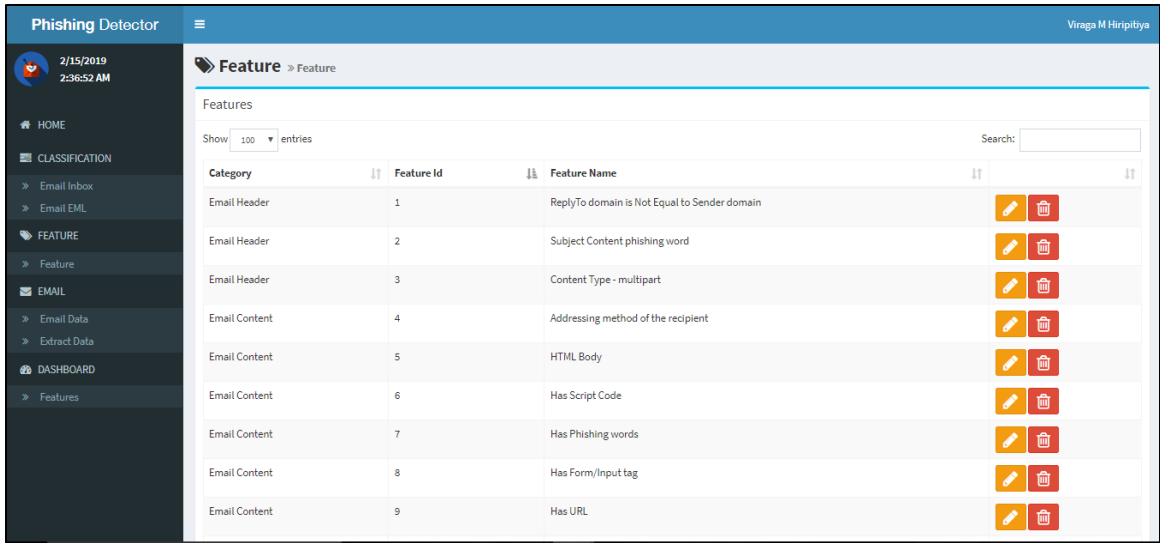 Phishing Detector
Viraga M Hiripitiya
2/15/2019
2:36:52 AM
HOME
CLASSIFICATION
» Email Inbox
» Email EML
FEATURE
» Feature
EMAIL
» Email Data
» Extract Data
DASHBOARD
» Features
Feature » Feature
Features
Show 100 entries
Search:
Category Feature Id Feature Name
Email Header 1 ReplyTo domain is Not Equal to Sender domain
Email Header 2 Subject Content phishing word
Email Header 3 Content Type - multipart
Email Content 4 Addressing method of the recipient
Email Content 5 HTML Body
Email Content 6 Has Script Code
Email Content 7 Has Phishing words
Email Content 8 Has Form/Input tag
Email Content 9 Has URL